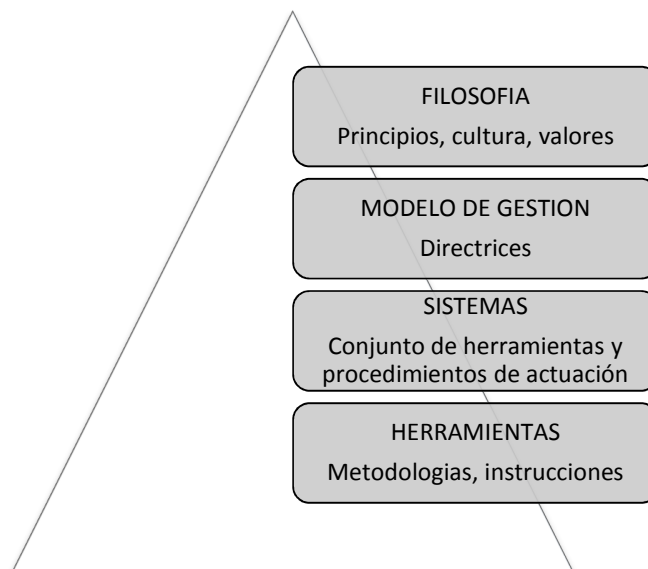 FILOSOFIA
Principios, cultura, valores
MODELO DE GESTION
Directrices
SISTEMAS
Conjunto de herramientas y
procedimientos de actuación
HERRAMIENTAS
Metodologias, instrucciones